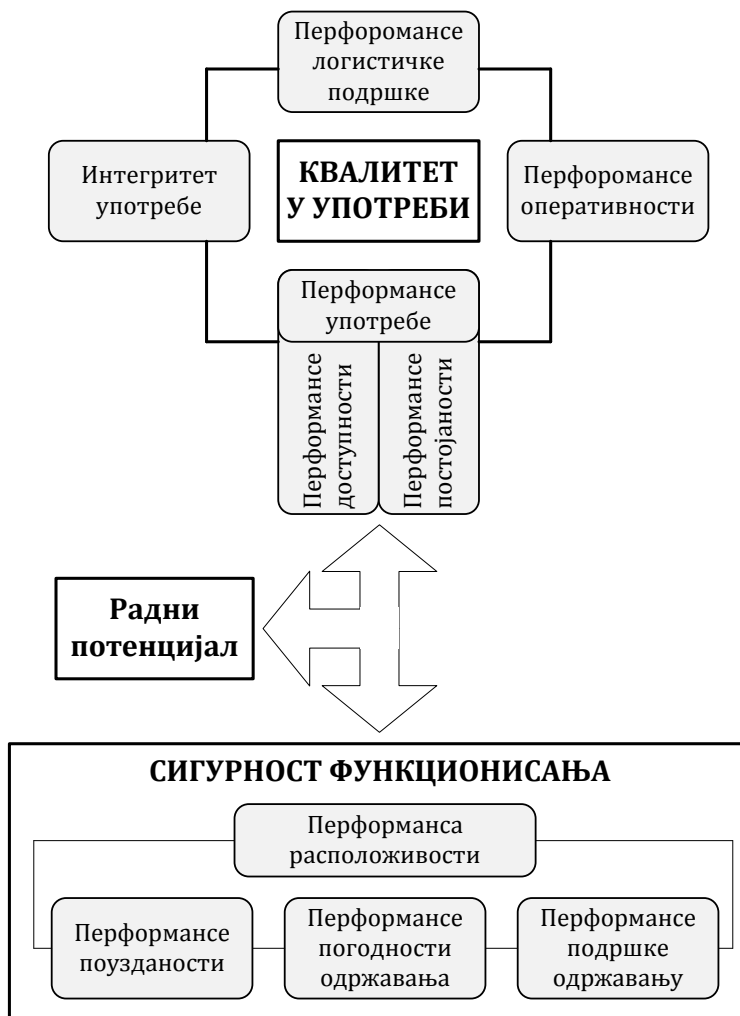 Перфоромансе
логистичке
подршке
Интегритет
употребе
КВАЛИТЕТ
У УПОТРЕБИ
Перфоромансе
оперативности
Перформансе
употребе
Перформансе
доступности
Перформансе
постојаности
Радни
потенцијал
СИГУРНОСТ ФУНКЦИОНИСАЊА
Перформанса
расположивости
Перформансе
поузданости
Перформансе
погодности
одржавања
Перформансе
подршке
одржавању